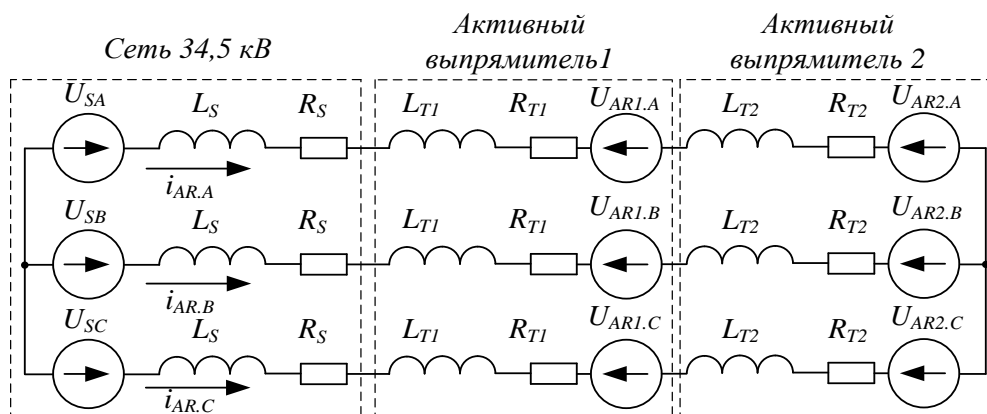 Сеть 34,5 кВ
Активный
выпрямитель1
Активный
выпрямитель 2
U_SA L_S R_S L_T1 R_T1 U_AR1.A L_T2 R_T2 U_AR2.A
i_AR.A
U_SB L_S R_S L_T1 R_T1 U_AR1.B L_T2 R_T2 U_AR2.B
i_AR.B
U_SC L_S R_S L_T1 R_T1 U_AR1.C L_T2 R_T2 U_AR2.C
i_AR.C